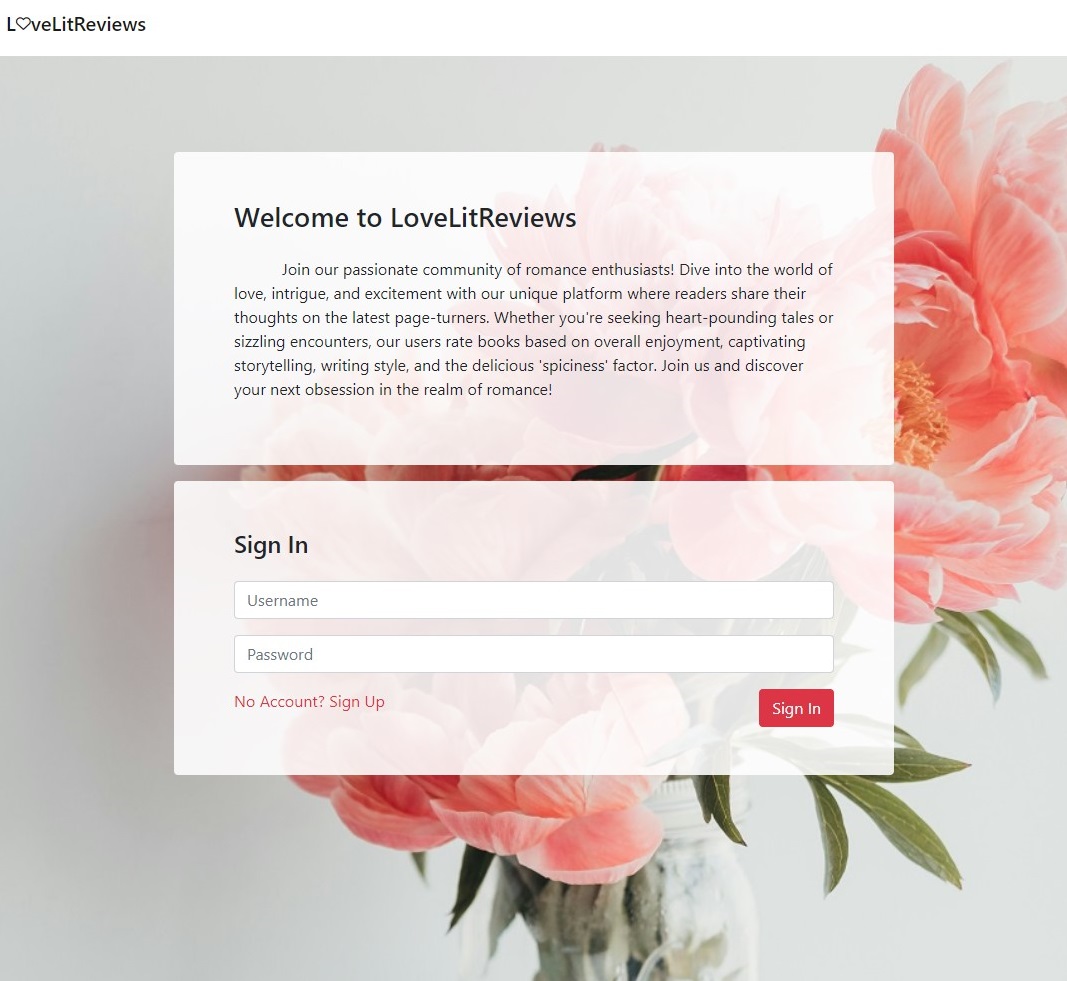 L♡veLitReviews
Welcome to LoveLitReviews
Join our passionate community of romance enthusiasts! Dive into the world of
love, intrigue, and excitement with our unique platform where readers share their
thoughts on the latest page-turners. Whether you're seeking heart-pounding tales or
sizzling encounters, our users rate books based on overall enjoyment, captivating
storytelling, writing style, and the delicious 'spiciness' factor. Join us and discover
your next obsession in the realm of romance!
Sign In
Username
Password
No Account? Sign Up
Sign In